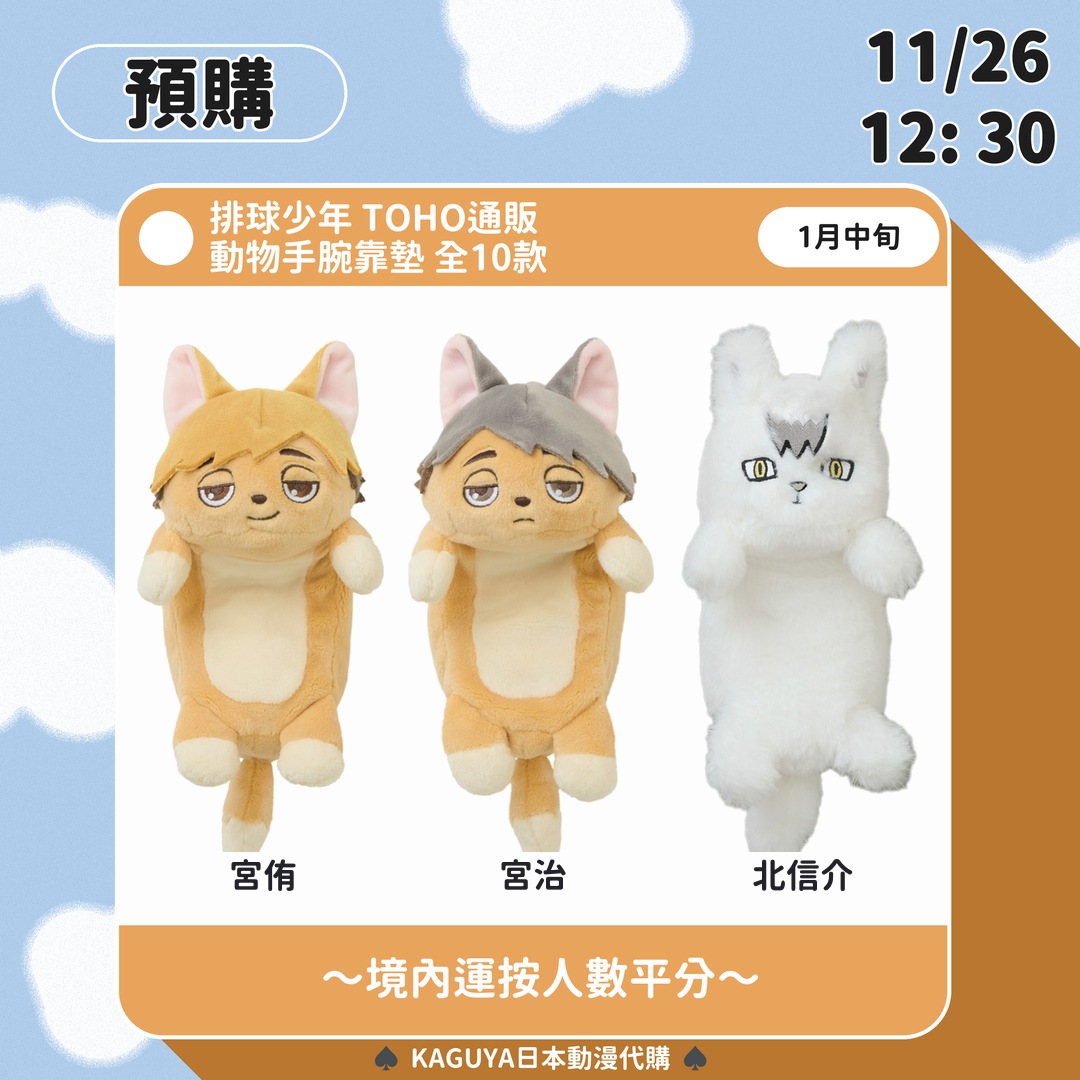 預購
11/26
12: 30
排球少年 TOHO通販
動物手腕靠墊 全10款
1月中旬
宮侑
宮治
北信介
～境內運按人數平分～
♠ KAGUYA日本動漫代購 ♠